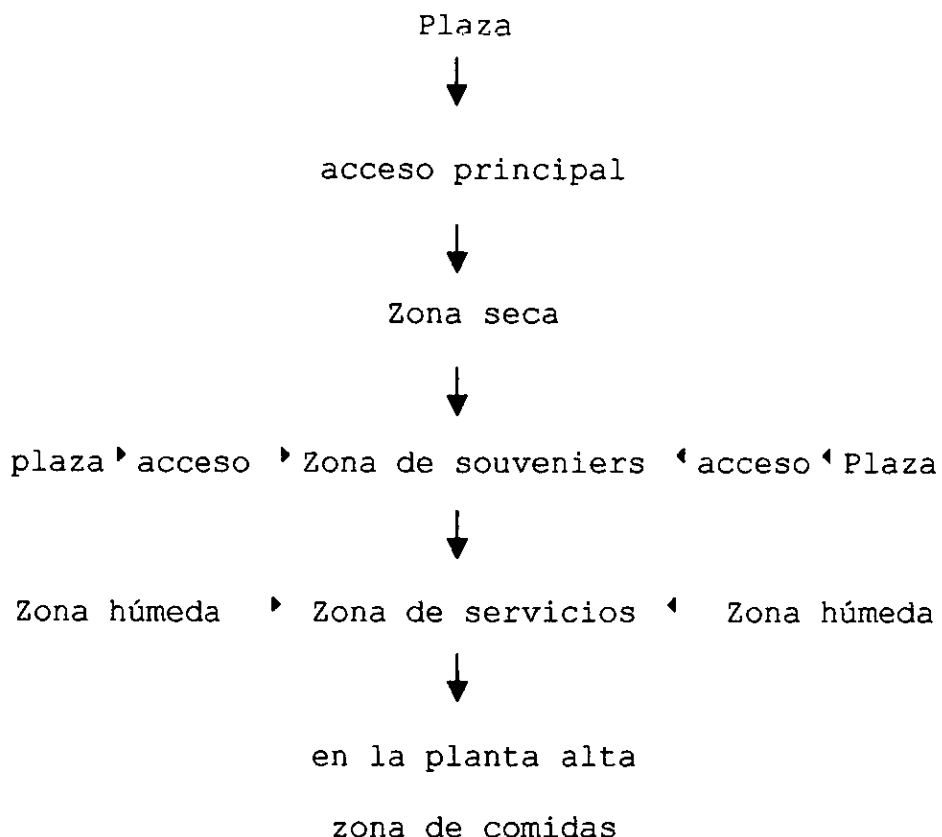 Plaza
acceso principal
Zona seca
plaza acceso Zona de souveniers acceso Plaza
Zona húmeda Zona de servicios Zona húmeda
en la planta alta
zona de comidas